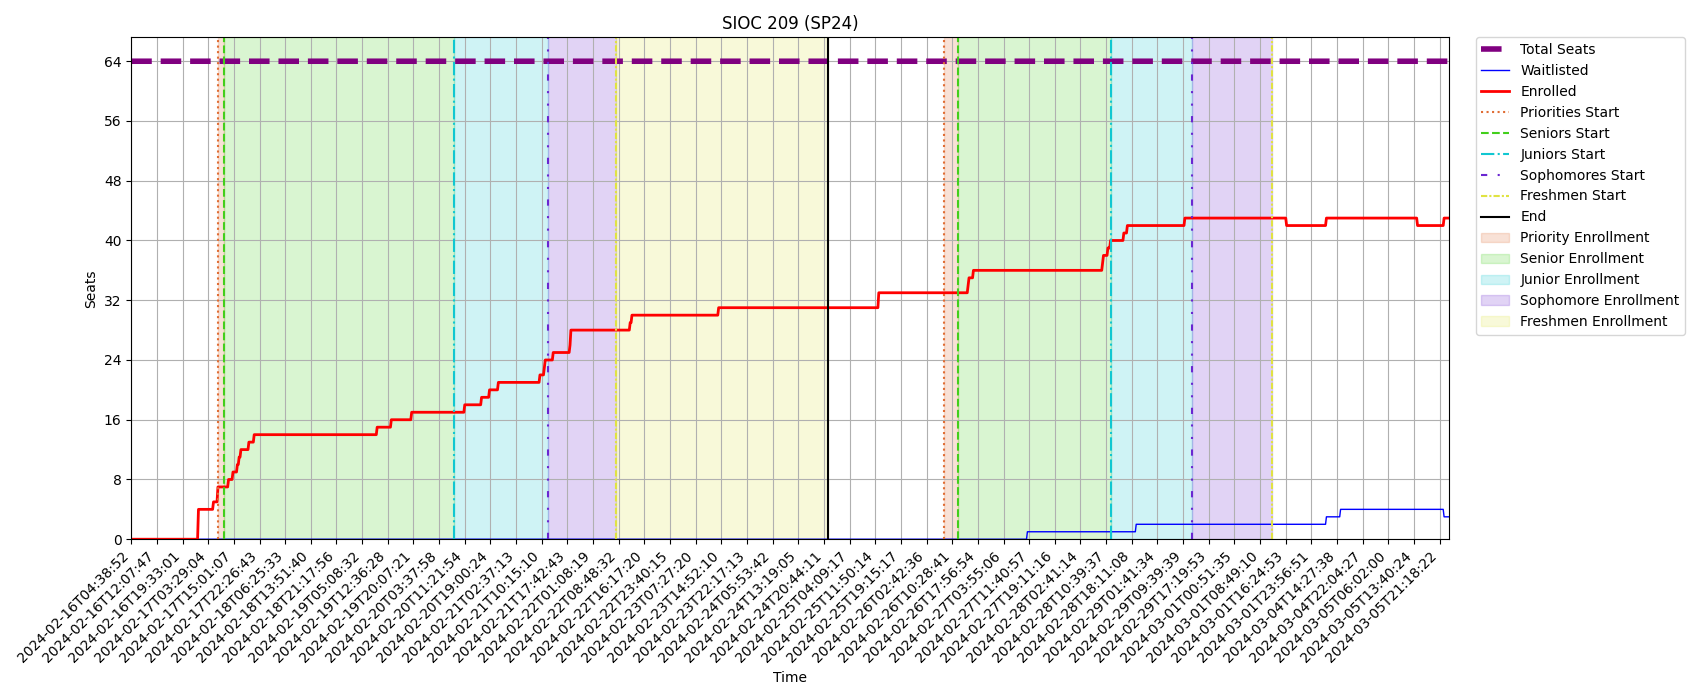 SIOC 209 (SP24)
Seats
64
56
48
40
32
24
16
8
0
2024-02-16T04:38:52
2024-02-16T12:07:47
2024-02-16T19:33:01
2024-02-17T03:29:04
2024-02-17T15:01:07
2024-02-17T22:26:43
2024-02-18T06:25:33
2024-02-18T13:51:40
2024-02-18T21:17:56
2024-02-19T05:08:32
2024-02-19T12:36:28
2024-02-19T20:07:21
2024-02-20T03:37:58
2024-02-20T11:21:54
2024-02-20T19:00:24
2024-02-21T02:37:13
2024-02-21T10:15:10
2024-02-21T17:42:43
2024-02-22T01:08:19
2024-02-22T08:48:32
2024-02-22T16:17:20
2024-02-22T23:40:15
2024-02-23T07:27:20
2024-02-23T14:52:10
2024-02-23T22:17:13
2024-02-24T05:53:42
2024-02-24T13:19:05
2024-02-24T20:44:11
2024-02-25T04:09:17
2024-02-25T11:50:14
2024-02-25T19:15:17
2024-02-26T02:42:36
2024-02-26T10:28:41
2024-02-26T17:56:54
2024-02-27T03:55:06
2024-02-27T11:40:57
2024-02-27T19:11:16
2024-02-28T02:41:14
2024-02-28T10:39:37
2024-02-28T18:11:08
2024-02-29T01:41:34
2024-02-29T09:39:39
2024-02-29T17:19:53
2024-03-01T00:51:35
2024-03-01T08:49:10
2024-03-01T16:24:53
2024-03-01T23:56:51
2024-03-04T14:27:38
2024-03-04T22:04:27
2024-03-05T06:02:00
2024-03-05T13:40:24
2024-03-05T21:18:22
Time
Total Seats
Waitlisted
Enrolled
Priorities Start
Seniors Start
Juniors Start
Sophomores Start
Freshmen Start
End
Priority Enrollment
Senior Enrollment
Junior Enrollment
Sophomore Enrollment
Freshmen Enrollment